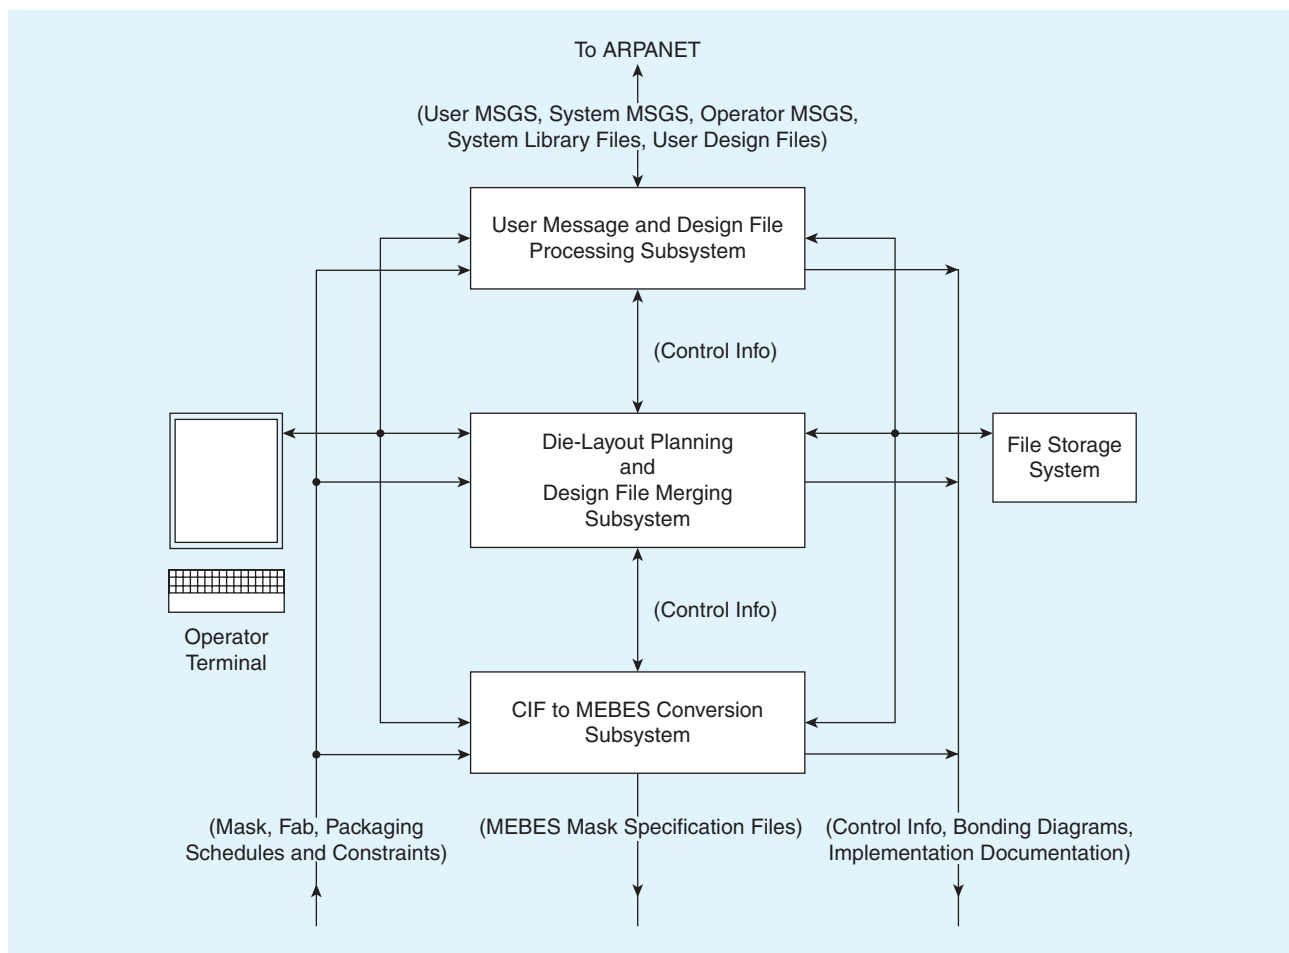 To ARPANET
(User MSGS, System MSGS, Operator MSGS,
System Library Files, User Design Files)
User Message and Design File
Processing Subsystem
(Control Info)
Die-Layout Planning
and
Design File Merging
Subsystem
File Storage
System
(Control Info)
Operator
Terminal
CIF to MEBES Conversion
Subsystem
(Mask, Fab, Packaging
Schedules and Constraints)
(MEBES Mask Specification Files)
(Control Info, Bonding Diagrams,
Implementation Documentation)